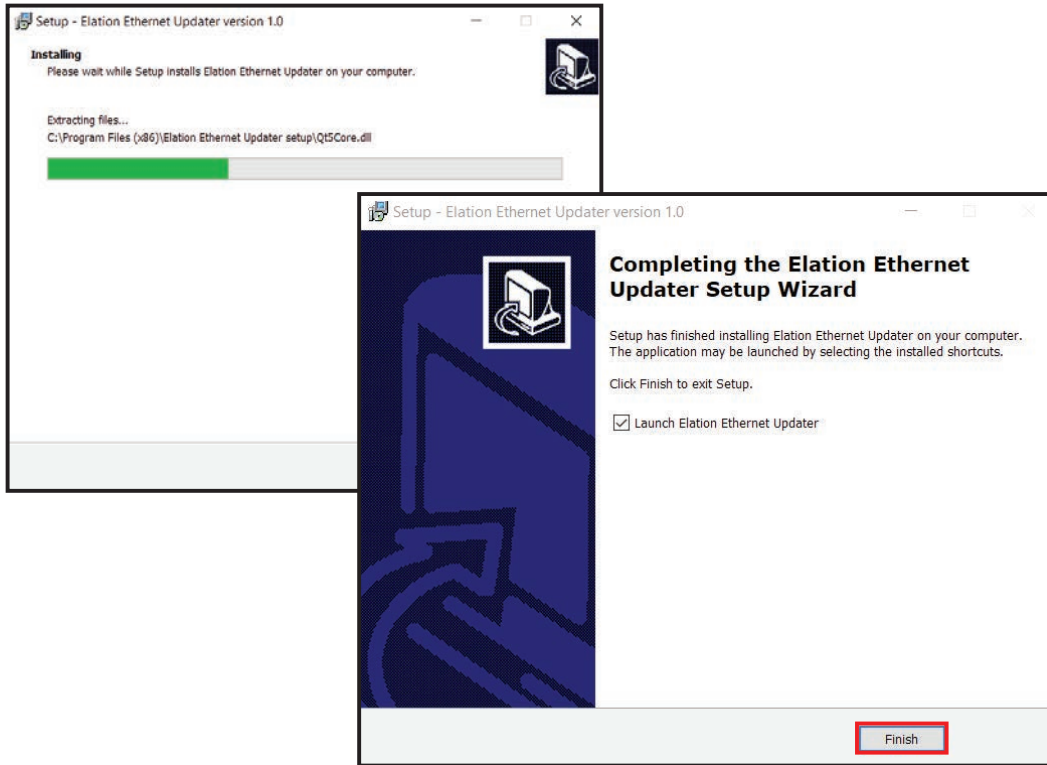 Setup - Elation Ethernet Updater version 1.0
Installing
Please wait while Setup installs Elation Ethernet Updater on your computer.
Extracting files...
C:\Program Files (x86)\Elation Ethernet Updater setup\Qt5Core.dll
Setup - Elation Ethernet Updater version 1.0
Completing the Elation Ethernet
Updater Setup Wizard
Setup has finished installing Elation Ethernet Updater on your computer.
The application may be launched by selecting the installed shortcuts.
Click Finish to exit Setup.
Launch Elation Ethernet Updater
Finish